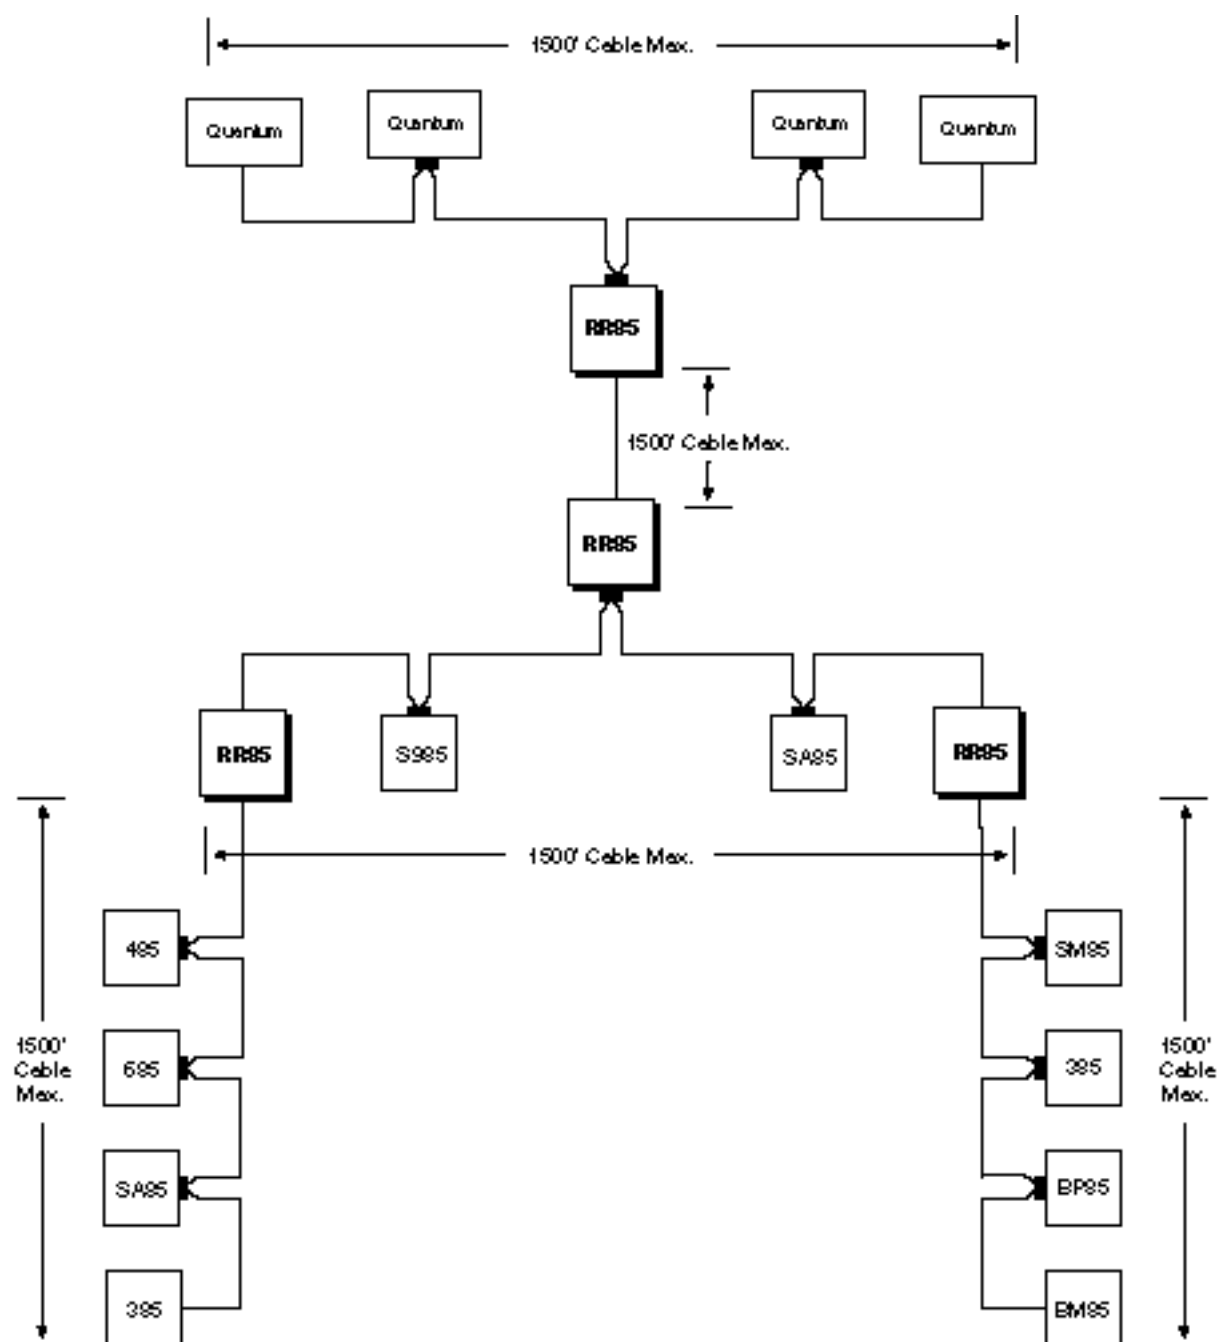 1500' Cable Max.
Quantum
Quantum
Quantum
Quantum
RR85
1500' Cable Max.
RR85
RR85
S985
SA85
RR85
1500' Cable Max.
485
SM85
685
385
1500'
Cable
Max.
1500'
Cable
Max.
SA85
BP85
385
BM85